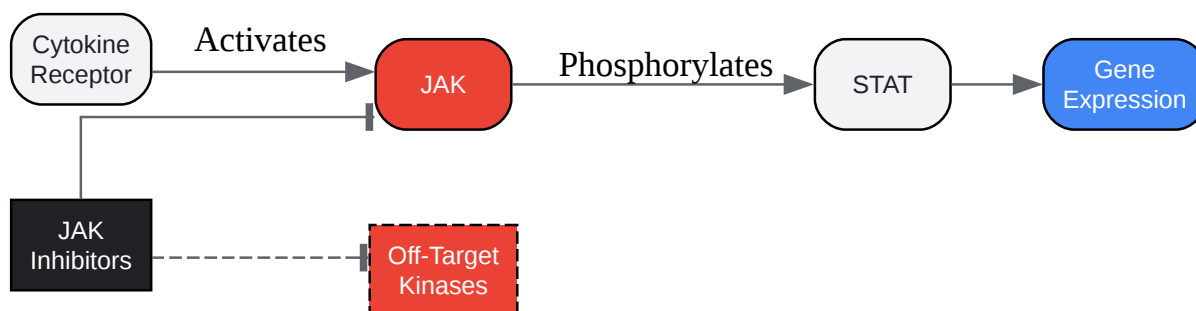 Cytokine
Receptor
Activates
JAK
Phosphorylates
STAT
Gene
Expression
JAK
Inhibitors
Off-Target
Kinases